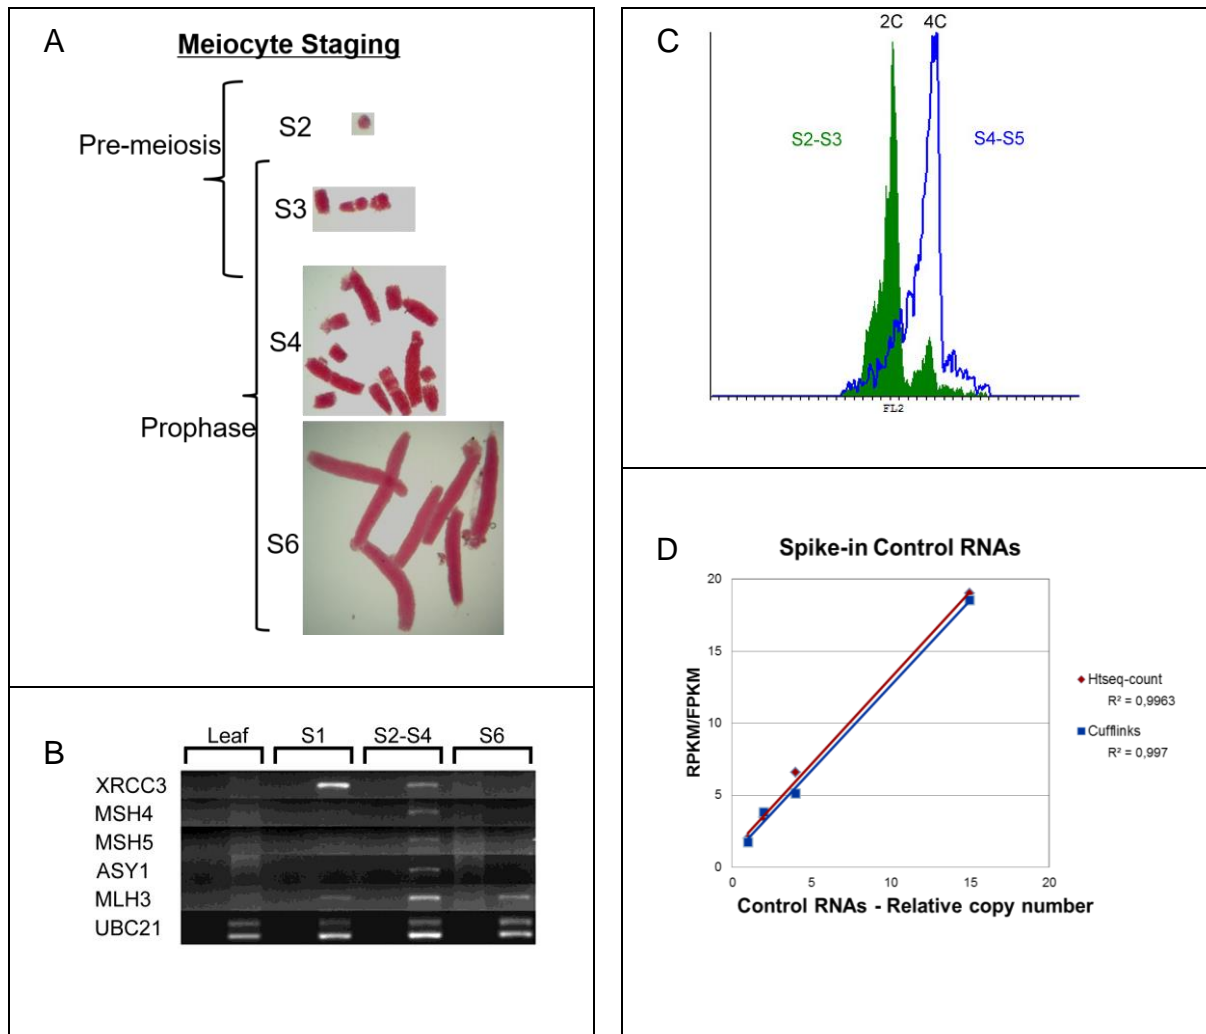 A
Meiocyte Staging
Pre-meiosis
S2
S3
S4
Prophase
S6
B
Leaf S1 S2-S4 S6
XRCC3
MSH4
MSH5
ASY1
MLH3
UBC21
C
2C 4C
S2-S3
S4-S5
FL2
D
Spike-in Control RNAs
RPKM/FPKM
20
15
10
5
0
0 5 10 15 20
Control RNAs - Relative copy number
Htseq-count
R² = 0,9963
Cufflinks
R² = 0,997